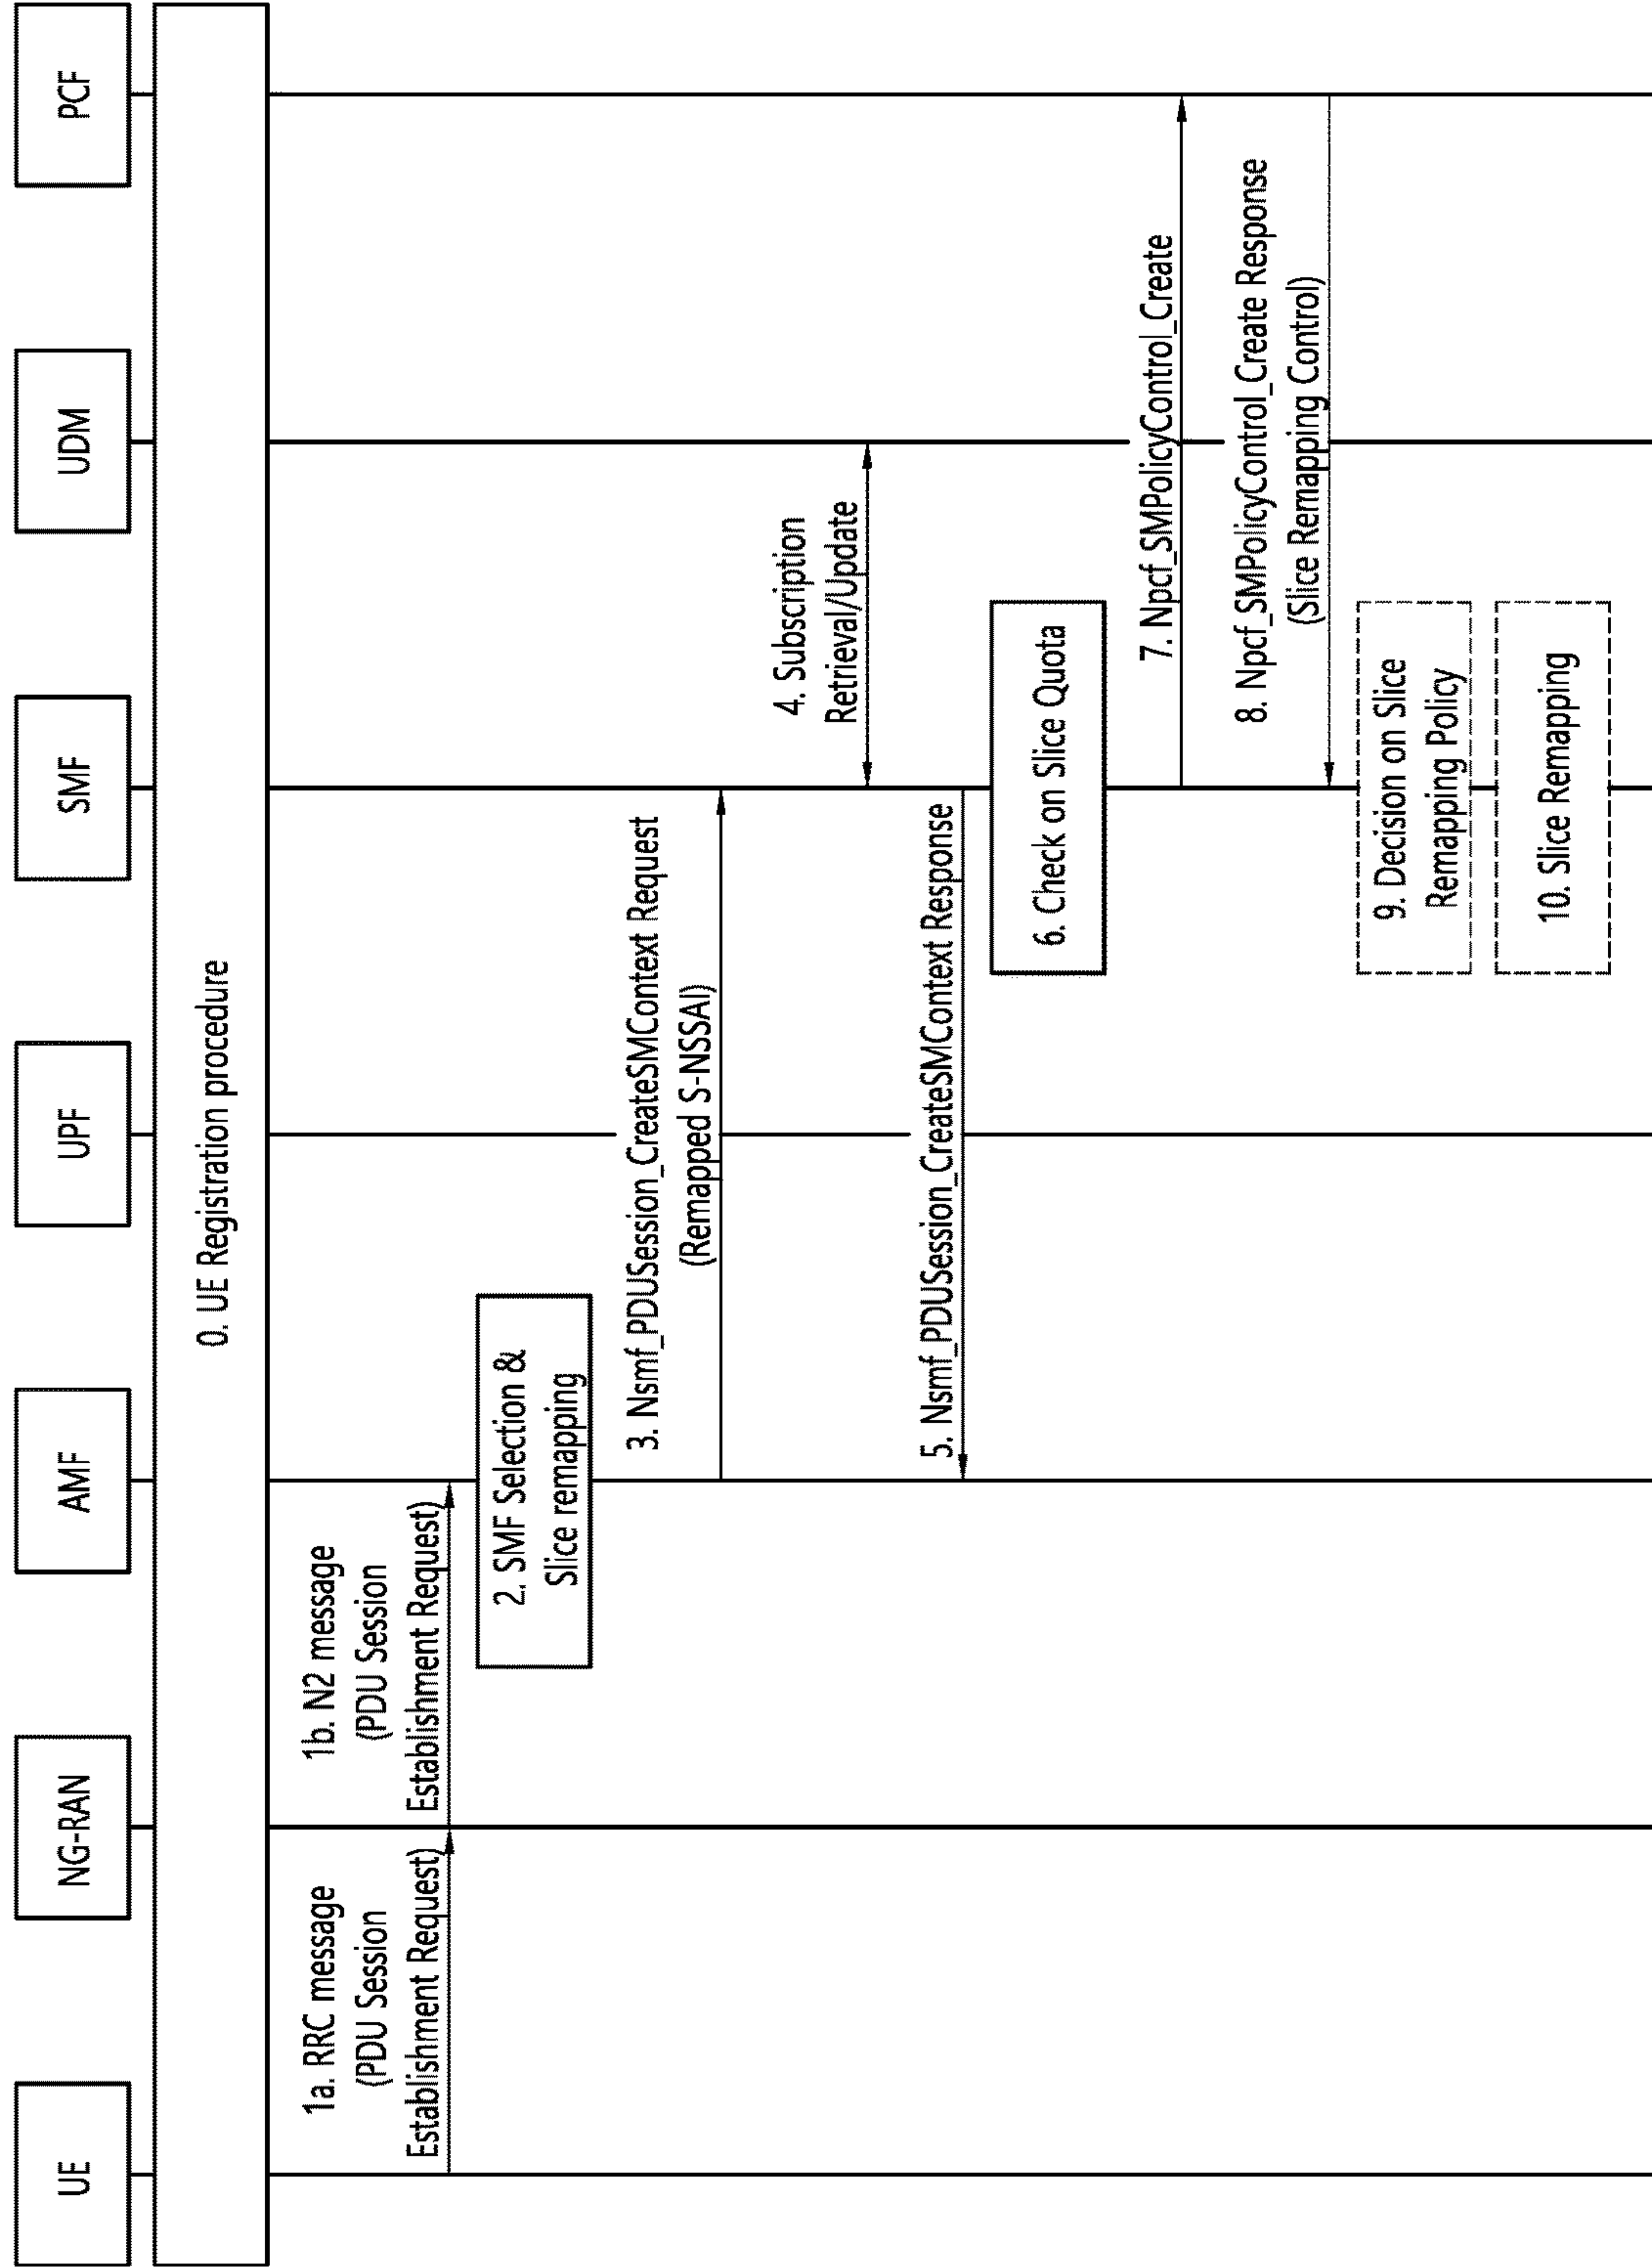 UE
NG-RAN
AMF
UPF
SMF
UDM
PCF
0. UE Registration procedure
1a. RRC message
(PDU Session
Establishment Request)
1b. N2 message
(PDU Session
Establishment Request)
2. SMF Selection &
Slice remapping
3. Nsmf_PDUSession_CreateSMContext Request
(Remapped S-NSSAI)
4. Subscription
Retrieval/Update
5. Nsmf_PDUSession_CreateSMContext Response
6. Check on Slice Quota
7. Npcf_SMPolicyControl_Create
8. Npcf_SMPolicyControl_Create Response
(Slice Remapping Control)
9. Decision on Slice
Remapping Policy
10. Slice Remapping